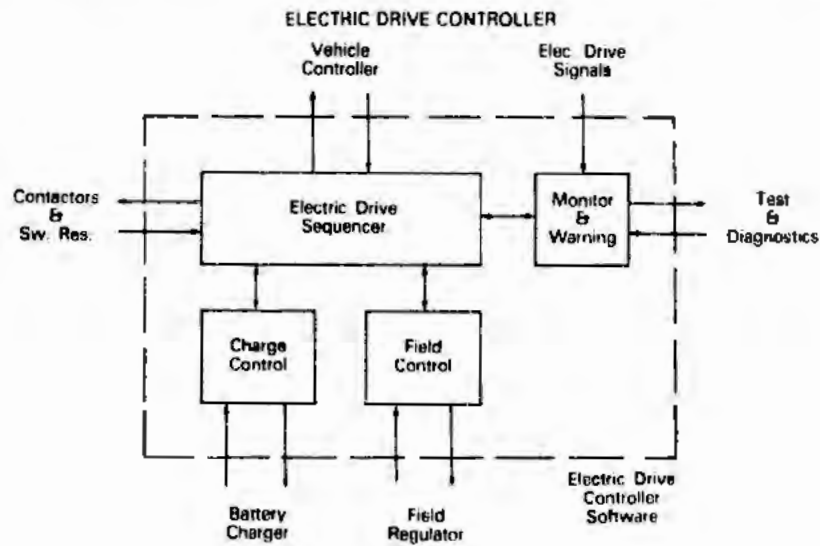 ELECTRIC DRIVE CONTROLLER
Vehicle
Controller
Elec. Drive
Signals
Contactors
&
Sw. Res.
Electric Drive
Sequencer
Monitor
&
Warning
Test
&
Diagnostics
Charge
Control
Field
Control
Battery
Charger
Field
Regulator
Electric Drive
Controller
Software